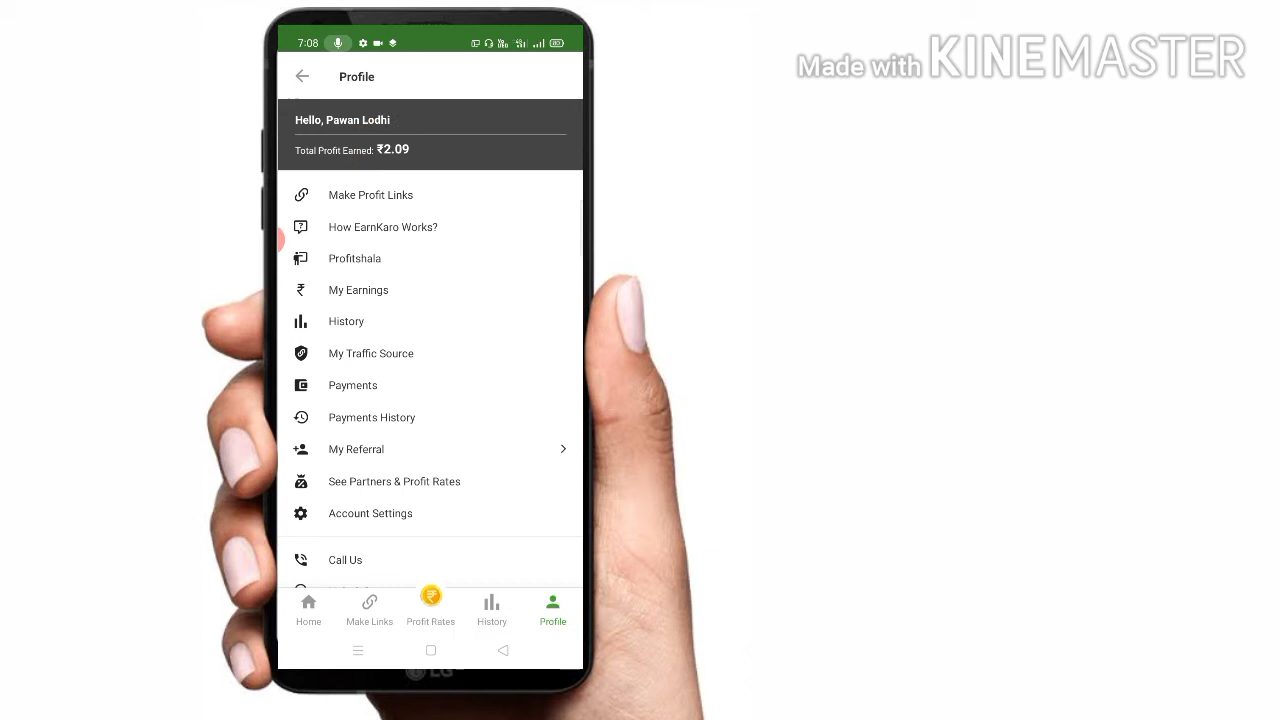 Made with KINEMASTER
7:08
Profile
Hello, Pawan Lodhi
Total Profit Earned: ₹2.09
Make Profit Links
How EarnKaro Works?
Profitshala
My Earnings
History
My Traffic Source
Payments
Payments History
My Referral
See Partners & Profit Rates
Account Settings
Call Us
Home Make Links Profit Rates History Profile
LG